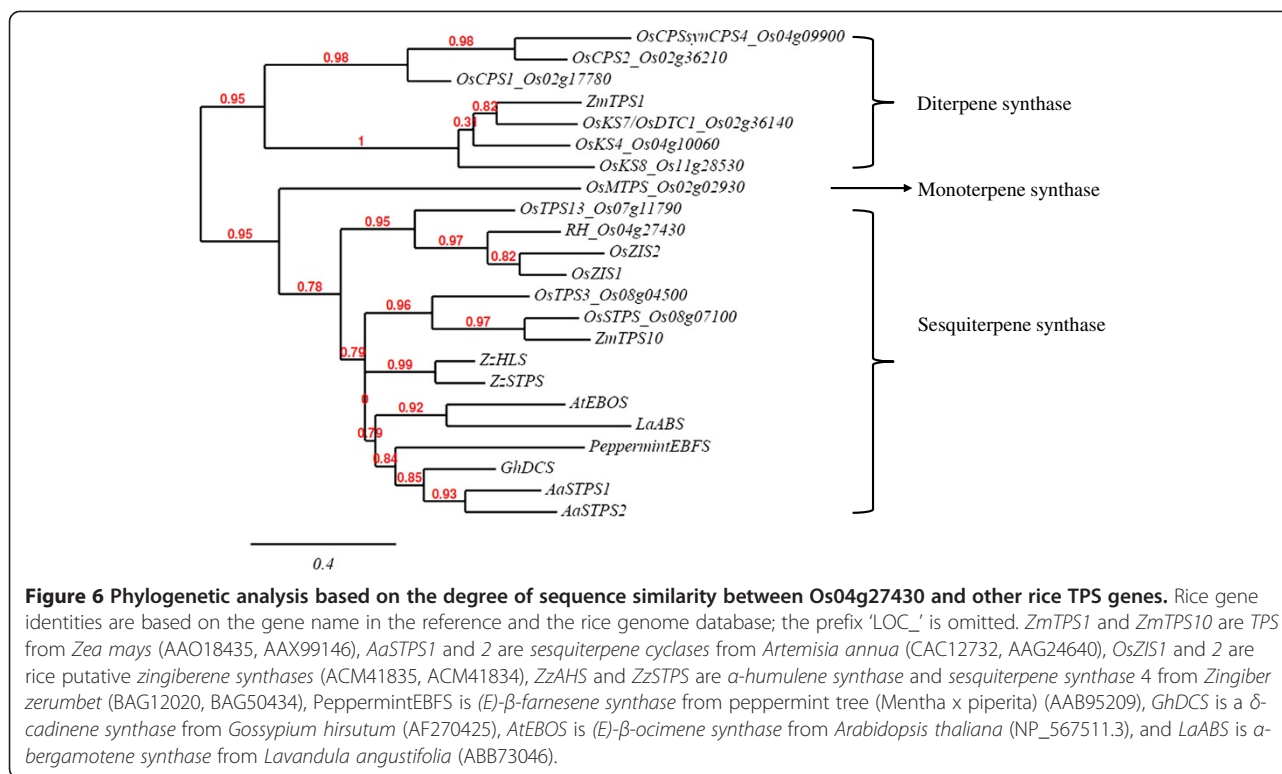 0.98
OsCPSsynCPS4_Os04g09900
0.98
OsCPS2_Os02g36210
OsCPS1_Os02g17780
0.95
ZmTPS1
0.82
OsKS7/OsDTC1_Os02g36140
0.31
OsKS4_Os04g10060
1
OsKS8_Os11g28530
Diterpene synthase
OsMTPS_Os02g02930
Monoterpene synthase
0.95
OsTPS13_Os07g11790
0.95
RH_Os04g27430
0.97
OsZIS2
0.82
OsZIS1
0.78
OsTPS3_Os08g04500
0.96
OsSTPS_Os08g07100
0.97
ZmTPS10
Sesquiterpene synthase
0.79
ZzHLS
0.99
ZzSTPS
0
AtEBOS
0.92
LaABS
0.79
PeppermintEBFS
0.84
GhDCS
0.85
AaSTPS1
0.93
AaSTPS2
0.4
Figure 6 Phylogenetic analysis based on the degree of sequence similarity between Os04g27430 and other rice TPS genes. Rice gene
identities are based on the gene name in the reference and the rice genome database; the prefix ‘LOC_’ is omitted. ZmTPS1 and ZmTPS10 are TPS
from Zea mays (AAO18435, AAX99146), AaSTPS1 and 2 are sesquiterpene cyclases from Artemisia annua (CAC12732, AAG24640), OsZIS1 and 2 are
rice putative zingiberene synthases (ACM41835, ACM41834), ZzAHS and ZzSTPS are α-humulene synthase and sesquiterpene synthase 4 from Zingiber
zerumbet (BAG12020, BAG50434), PeppermintEBFS is (E)-β-farnesene synthase from peppermint tree (Mentha x piperita) (AAB95209), GhDCS is a δ-
cadinene synthase from Gossypium hirsutum (AF270425), AtEBOS is (E)-β-ocimene synthase from Arabidopsis thaliana (NP_567511.3), and LaABS is α-
bergamotene synthase from Lavandula angustifolia (ABB73046).